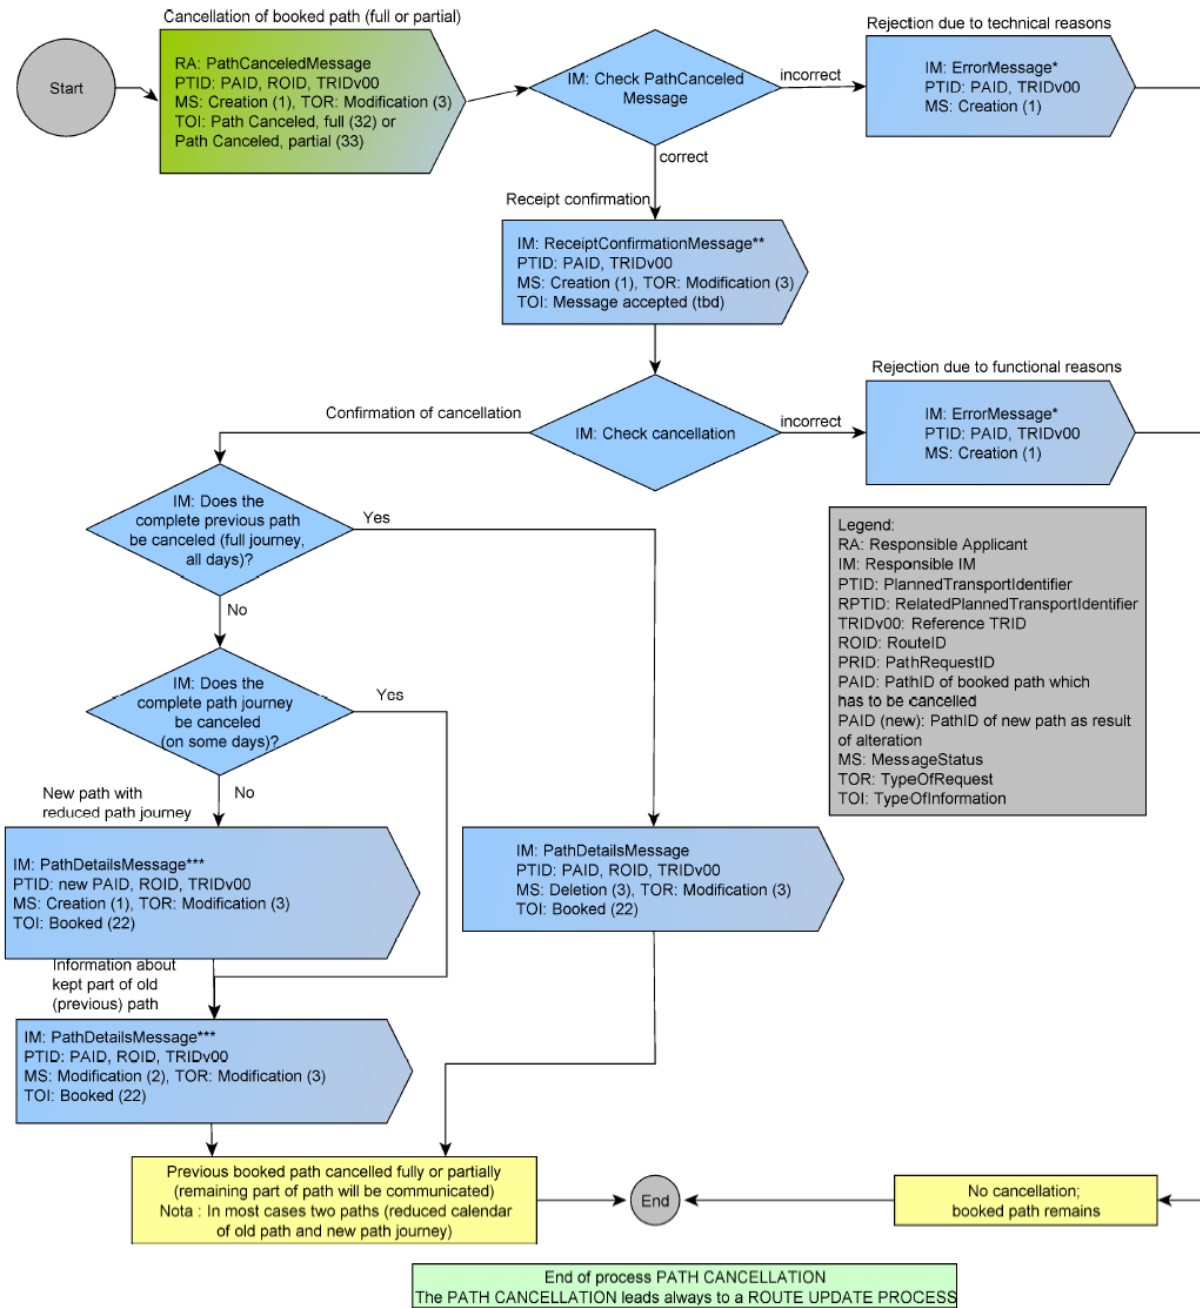 Cancellation of booked path (full or partial)
Start
RA: PathCanceledMessage
PTID: PAID, ROID, TRIDv00
MS: Creation (1), TOR: Modification (3)
TOI: Path Canceled, full (32) or
Path Canceled, partial (33)
IM: Check PathCanceled
Message
incorrect
Rejection due to technical reasons
IM: ErrorMessage*
PTID: PAID, TRIDv00
MS: Creation (1)
correct
Receipt confirmation
IM: ReceiptConfirmationMessage**
PTID: PAID, TRIDv00
MS: Creation (1), TOR: Modification (3)
TOI: Message accepted (tbd)
Confirmation of cancellation
IM: Check cancellation
incorrect
Rejection due to functional reasons
IM: ErrorMessage*
PTID: PAID, TRIDv00
MS: Creation (1)
IM: Does the
complete previous path
be canceled (full journey,
all days)?
Yes
No
IM: Does the
complete path journey
be canceled
(on some days)?
Yes
No
Legend:
RA: Responsible Applicant
IM: Responsible IM
PTID: PlannedTransportIdentifier
RPTID: RelatedPlannedTransportIdentifier
TRIDv00: Reference TRID
ROID: RouteID
PRID: PathRequestID
PAID: PathID of booked path which
has to be cancelled
PAID (new): PathID of new path as result
of alteration
MS: MessageStatus
TOR: TypeOfRequest
TOI: TypeOfInformation
New path with
reduced path journey
IM: PathDetailsMessage***
PTID: new PAID, ROID, TRIDv00
MS: Creation (1), TOR: Modification (3)
TOI: Booked (22)
IM: PathDetailsMessage
PTID: PAID, ROID, TRIDv00
MS: Deletion (3), TOR: Modification (3)
TOI: Booked (22)
Information about
kept part of old
(previous) path
IM: PathDetailsMessage***
PTID: PAID, ROID, TRIDv00
MS: Modification (2), TOR: Modification (3)
TOI: Booked (22)
Previous booked path cancelled fully or partially
(remaining part of path will be communicated)
Nota : In most cases two paths (reduced calendar
of old path and new path journey)
End
No cancellation;
booked path remains
End of process PATH CANCELLATION
The PATH CANCELLATION leads always to a ROUTE UPDATE PROCESS